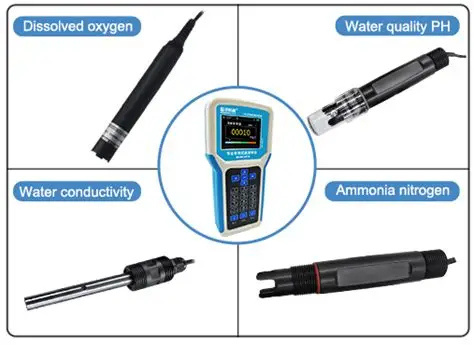 Dissolved oxygen
Water quality PH
00010
Water conductivity
Ammonia nitrogen